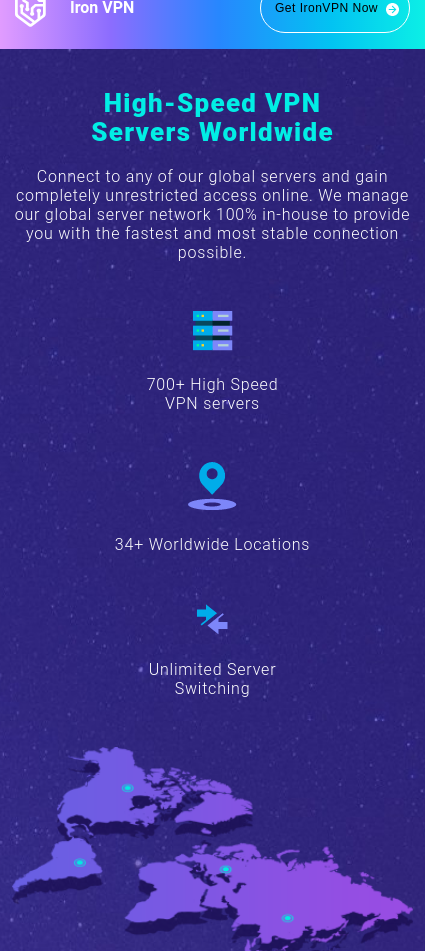 Iron VPN
Get IronVPN Now
High-Speed VPN
Servers Worldwide
Connect to any of our global servers and gain
completely unrestricted access online. We manage
our global server network 100% in-house to provide
you with the fastest and most stable connection
possible.
700+ High Speed
VPN servers
34+ Worldwide Locations
Unlimited Server
Switching